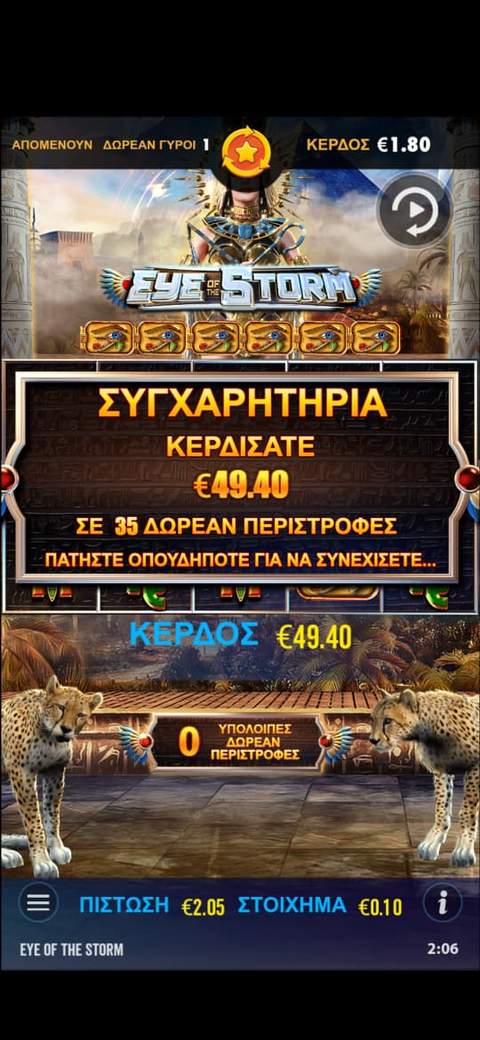 ΑΠΟΜΕΝΟΥΝ ΔΩΡΕΑΝ ΓΥΡΟΙ 1
ΚΕΡΔΟΣ €1.80
EYE OF THE STORM
ΣΥΓΧΑΡΗΤΗΡΙΑ
ΚΕΡΔΙΣΑΤΕ
€49.40
ΣΕ 35 ΔΩΡΕΑΝ ΠΕΡΙΣΤΡΟΦΕΣ
ΠΑΤΗΣΤΕ ΟΠΟΥΔΗΠΟΤΕ ΓΙΑ ΝΑ ΣΥΝΕΧΙΣΕΤΕ...
ΚΕΡΔΟΣ €49.40
0 ΥΠΟΛΟΙΠΕΣ
ΔΩΡΕΑΝ
ΠΕΡΙΣΤΡΟΦΕΣ
ΠΙΣΤΩΣΗ €2.05 ΣΤΟΙΧΗΜΑ €0.10
EYE OF THE STORM
2:06